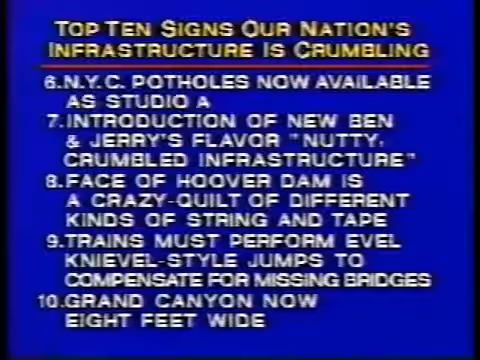 TOP TEN SIGNS OUR NATION'S
INFRASTRUCTURE IS CRUMBLING
6. N.Y.C. POTHOLES NOW AVAILABLE
AS STUDIO A
7. INTRODUCTION OF NEW BEN
& JERRY'S FLAVOR "NUTTY,
CRUMBLED INFRASTRUCTURE"
8. FACE OF HOOVER DAM IS
A CRAZY-QUILT OF DIFFERENT
KINDS OF STRING AND TAPE
9. TRAINS MUST PERFORM EVEL
KNIEVEL-STYLE JUMPS TO
COMPENSATE FOR MISSING BRIDGES
10. GRAND CANYON NOW
EIGHT FEET WIDE